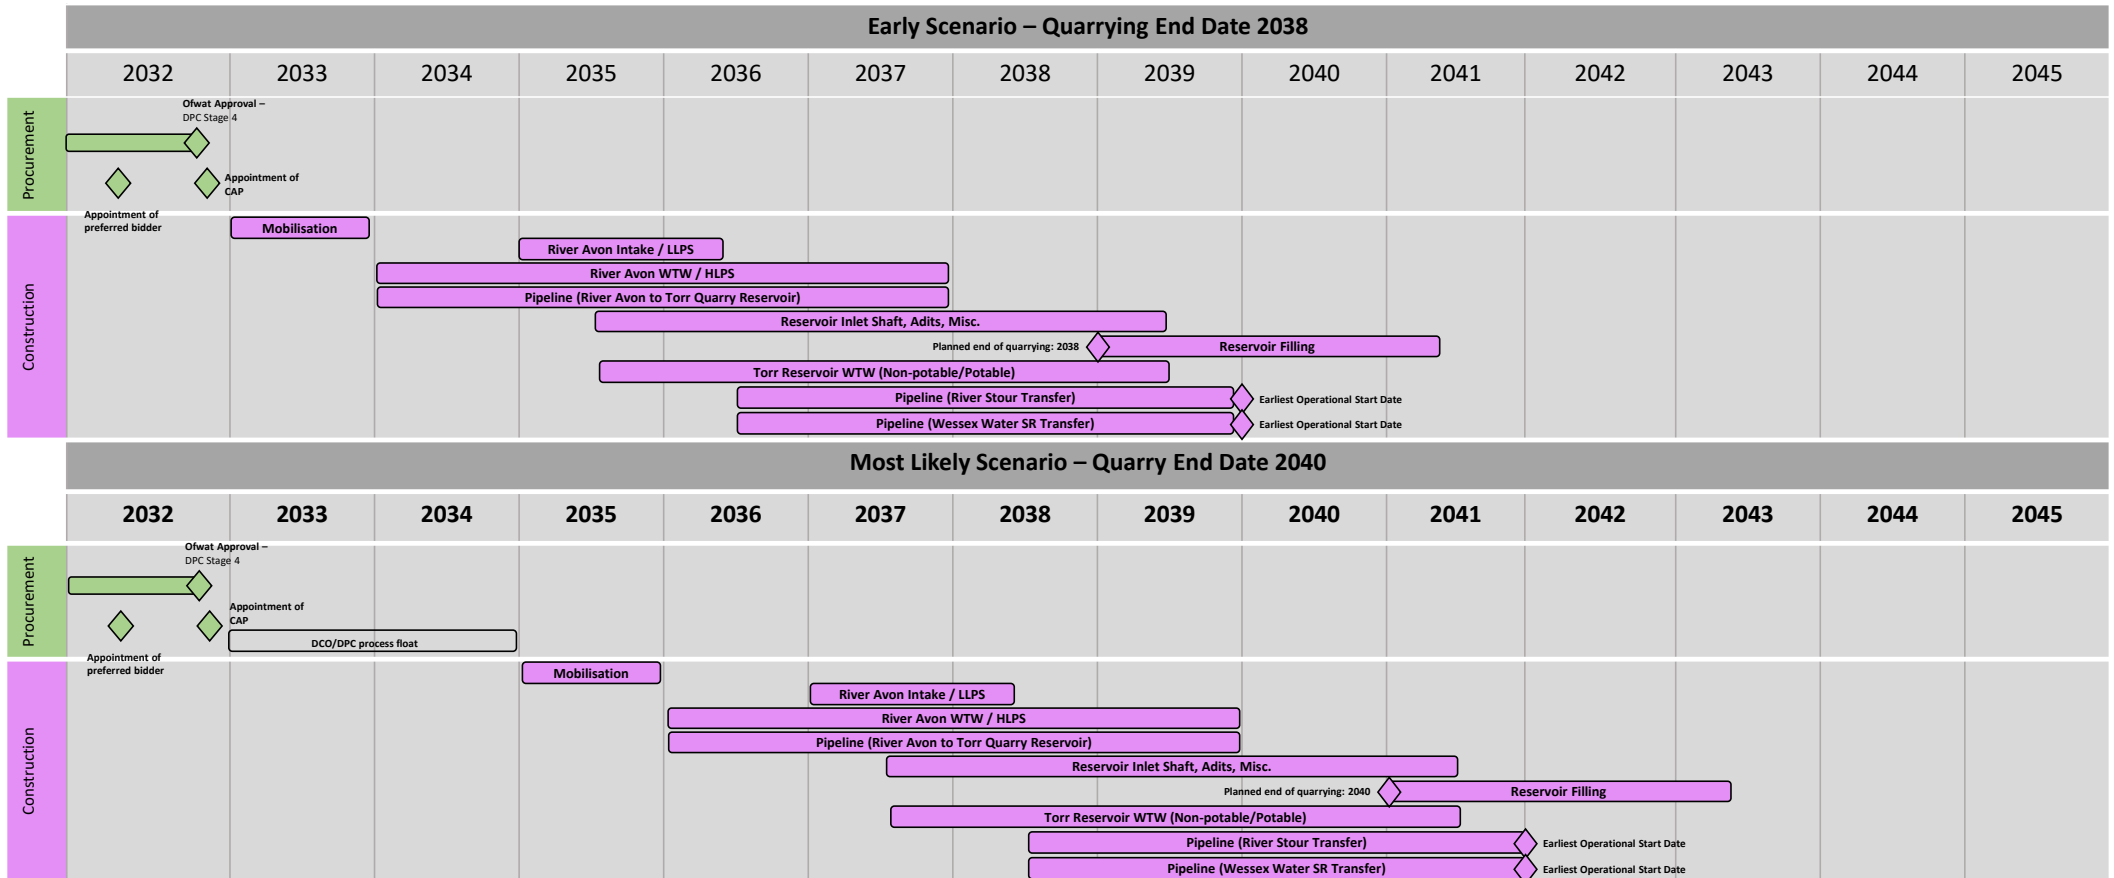 Early Scenario – Quarrying End Date 2038
2032 2033 2034 2035 2036 2037 2038 2039 2040 2041 2042 2043 2044 2045
Procurement
Ofwat Approval –
DPC Stage 4
Appointment of
CAP
Appointment of
preferred bidder
Construction
Mobilisation
River Avon Intake / LLPS
River Avon WTW / HLPS
Pipeline (River Avon to Torr Quarry Reservoir)
Reservoir Inlet Shaft, Adits, Misc.
Planned end of quarrying: 2038 Reservoir Filling
Torr Reservoir WTW (Non-potable/Potable)
Pipeline (River Stour Transfer) Earliest Operational Start Date
Pipeline (Wessex Water SR Transfer) Earliest Operational Start Date
Most Likely Scenario – Quarry End Date 2040
2032 2033 2034 2035 2036 2037 2038 2039 2040 2041 2042 2043 2044 2045
Procurement
Ofwat Approval –
DPC Stage 4
Appointment of
CAP
DCO/DPC process float
Appointment of
preferred bidder
Construction
Mobilisation
River Avon Intake / LLPS
River Avon WTW / HLPS
Pipeline (River Avon to Torr Quarry Reservoir)
Reservoir Inlet Shaft, Adits, Misc.
Planned end of quarrying: 2040 Reservoir Filling
Torr Reservoir WTW (Non-potable/Potable)
Pipeline (River Stour Transfer) Earliest Operational Start Date
Pipeline (Wessex Water SR Transfer) Earliest Operational Start Date